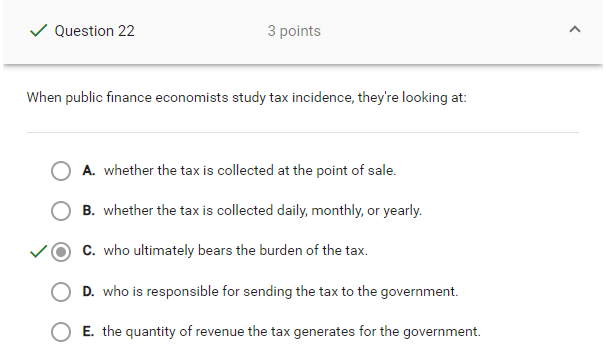 Question 22 3 points
When public finance economists study tax incidence, they're looking at:
A. whether the tax is collected at the point of sale.
B. whether the tax is collected daily, monthly, or yearly.
C. who ultimately bears the burden of the tax.
D. who is responsible for sending the tax to the government.
E. the quantity of revenue the tax generates for the government.